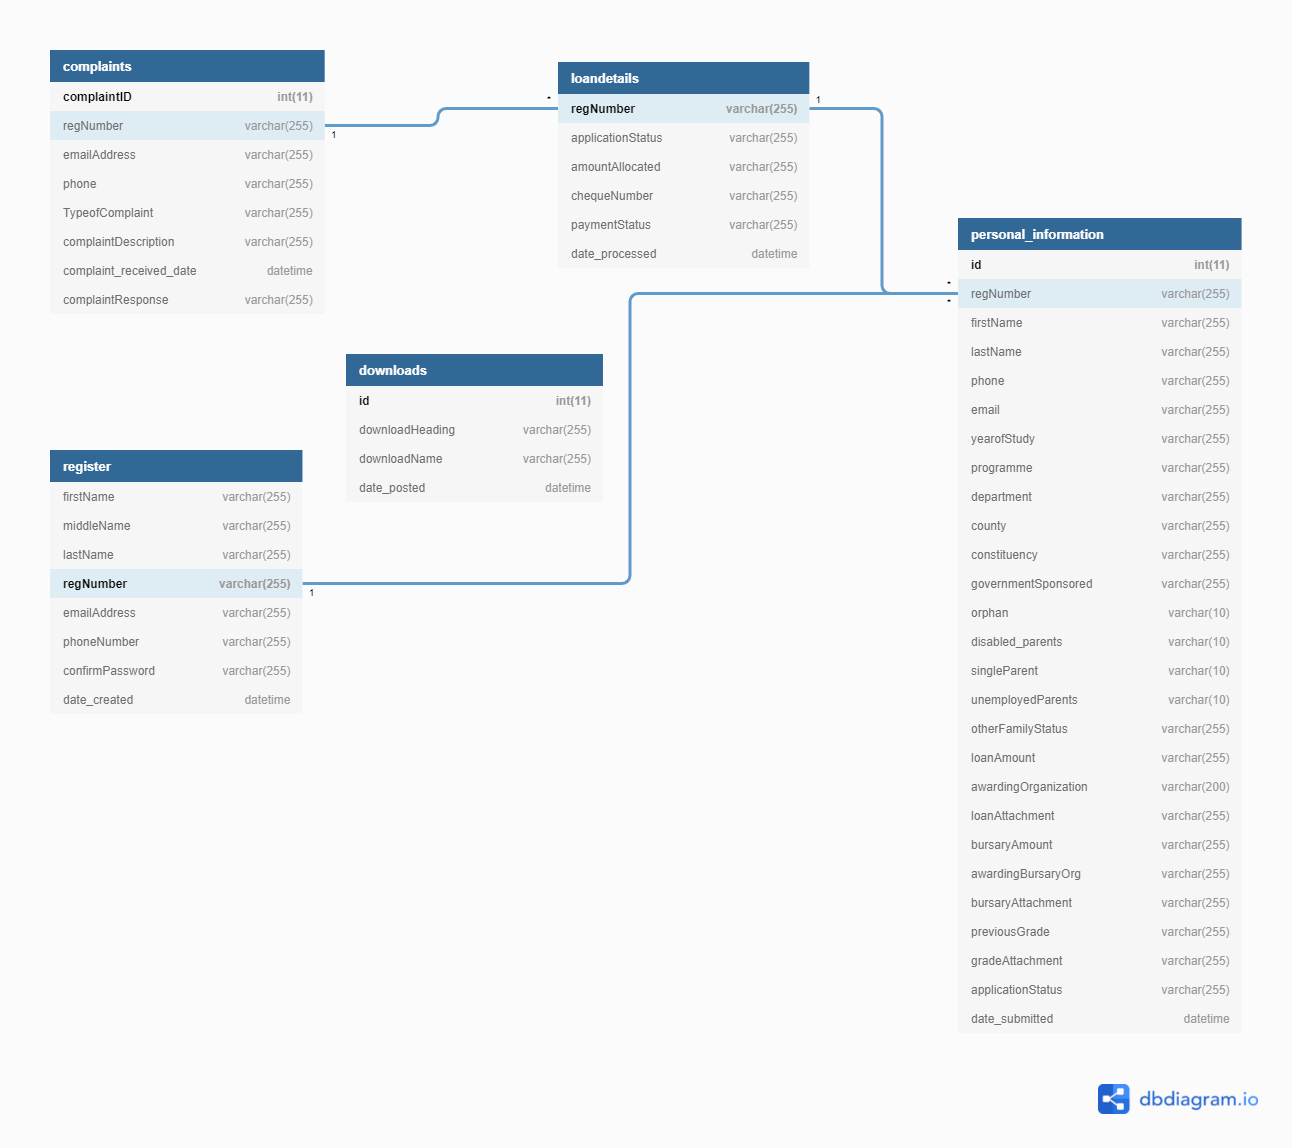 complaints
complaintID int(11)
regNumber varchar(255)
emailAddress varchar(255)
phone varchar(255)
TypeofComplaint varchar(255)
complaintDescription varchar(255)
complaint_received_date datetime
complaintResponse varchar(255)
1
*
loandetails
regNumber varchar(255)
applicationStatus varchar(255)
amountAllocated varchar(255)
chequeNumber varchar(255)
paymentStatus varchar(255)
date_processed datetime
1
downloads
id int(11)
downloadHeading varchar(255)
downloadName varchar(255)
date_posted datetime
register
firstName varchar(255)
middleName varchar(255)
lastName varchar(255)
regNumber varchar(255)
emailAddress varchar(255)
phoneNumber varchar(255)
confirmPassword varchar(255)
date_created datetime
1
*
*
personal_information
id int(11)
regNumber varchar(255)
firstName varchar(255)
lastName varchar(255)
phone varchar(255)
email varchar(255)
yearofStudy varchar(255)
programme varchar(255)
department varchar(255)
county varchar(255)
constituency varchar(255)
governmentSponsored varchar(255)
orphan varchar(10)
disabled_parents varchar(10)
singleParent varchar(10)
unemployedParents varchar(10)
otherFamilyStatus varchar(255)
loanAmount varchar(255)
awardingOrganization varchar(200)
loanAttachment varchar(255)
bursaryAmount varchar(255)
awardingBursaryOrg varchar(255)
bursaryAttachment varchar(255)
previousGrade varchar(255)
gradeAttachment varchar(255)
applicationStatus varchar(255)
date_submitted datetime
dbdiagram.io